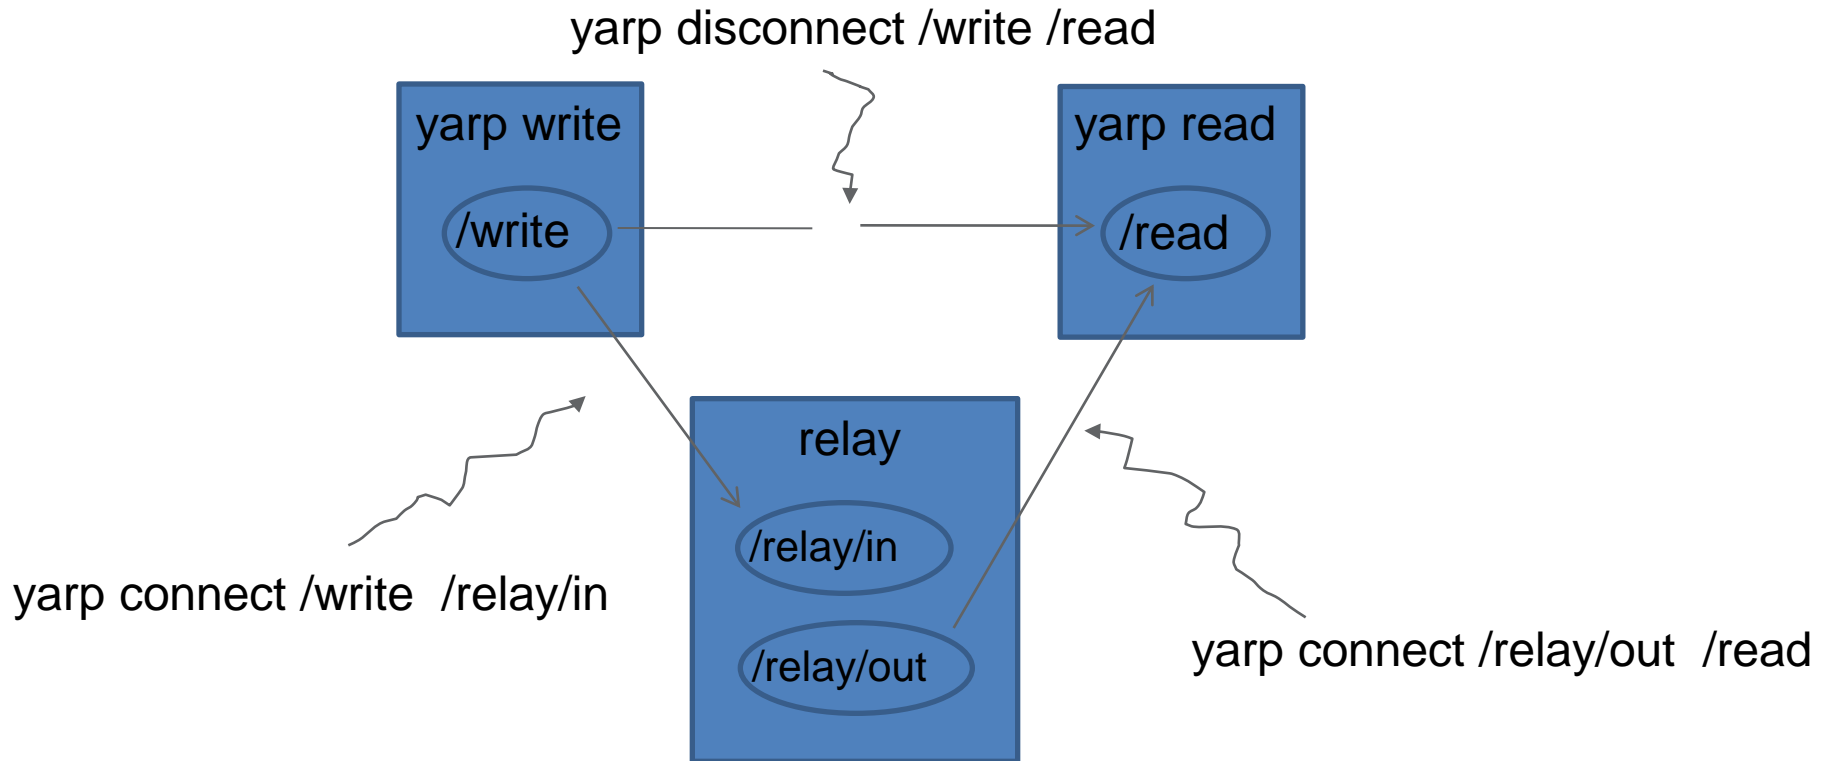 yarp disconnect /write /read
yarp write
yarp read
/write
/read
relay
/relay/in
yarp connect /write  /relay/in
/relay/out
yarp connect /relay/out  /read